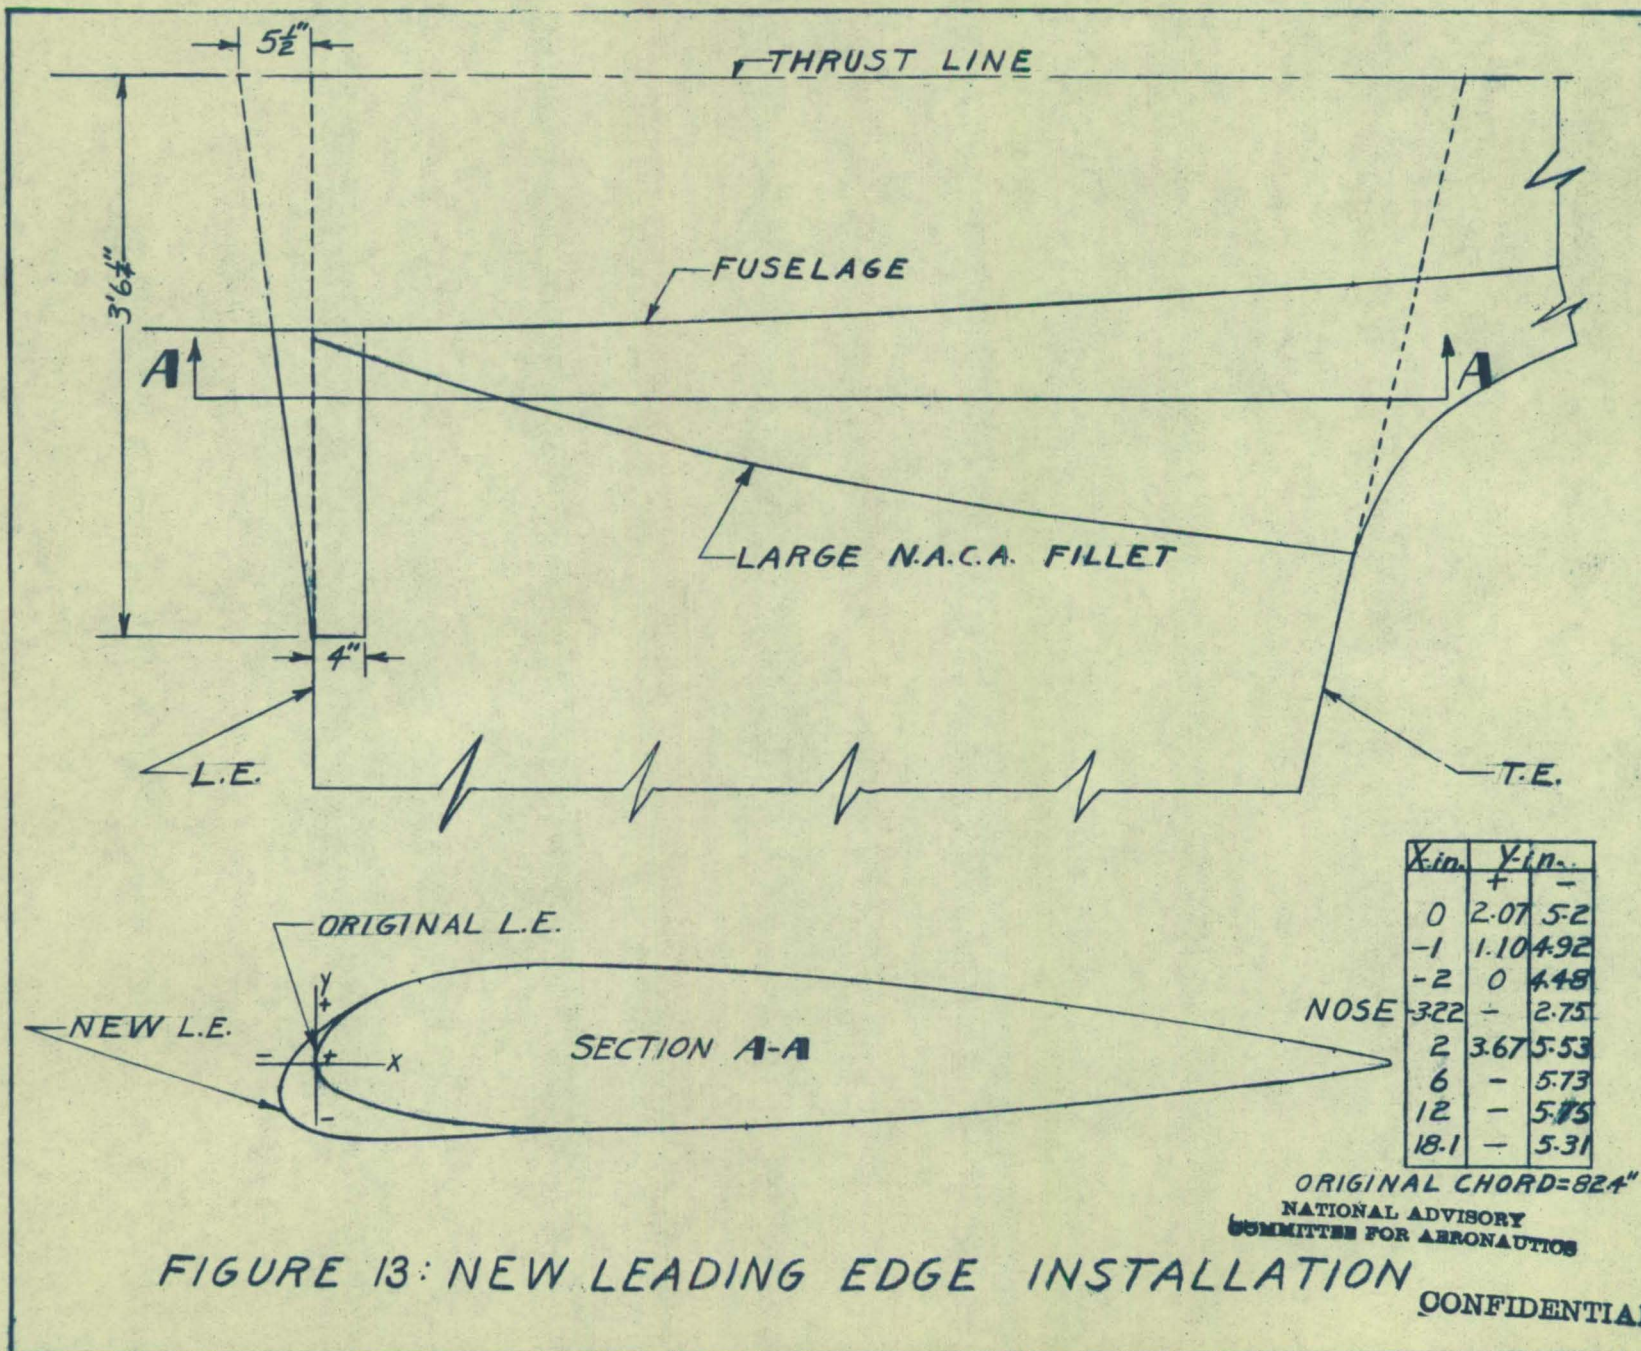 5½"
THRUST LINE
3'6½"
FUSELAGE
A
A
LARGE N.A.C.A. FILLET
4"
L.E.
T.E.
X-in. Y-in.
+ -
0 2.07 5.2
-1 1.10 4.92
-2 0 4.48
NOSE -3.22 - 2.75
2 3.67 5.53
6 - 5.73
12 - 5.75
18.1 - 5.31
ORIGINAL CHORD=82.4"
ORIGINAL L.E.
Y
+
NEW L.E.
- + X
-
SECTION A-A
NATIONAL ADVISORY
COMMITTEE FOR AERONAUTICS
FIGURE 13: NEW LEADING EDGE INSTALLATION
CONFIDENTIAL